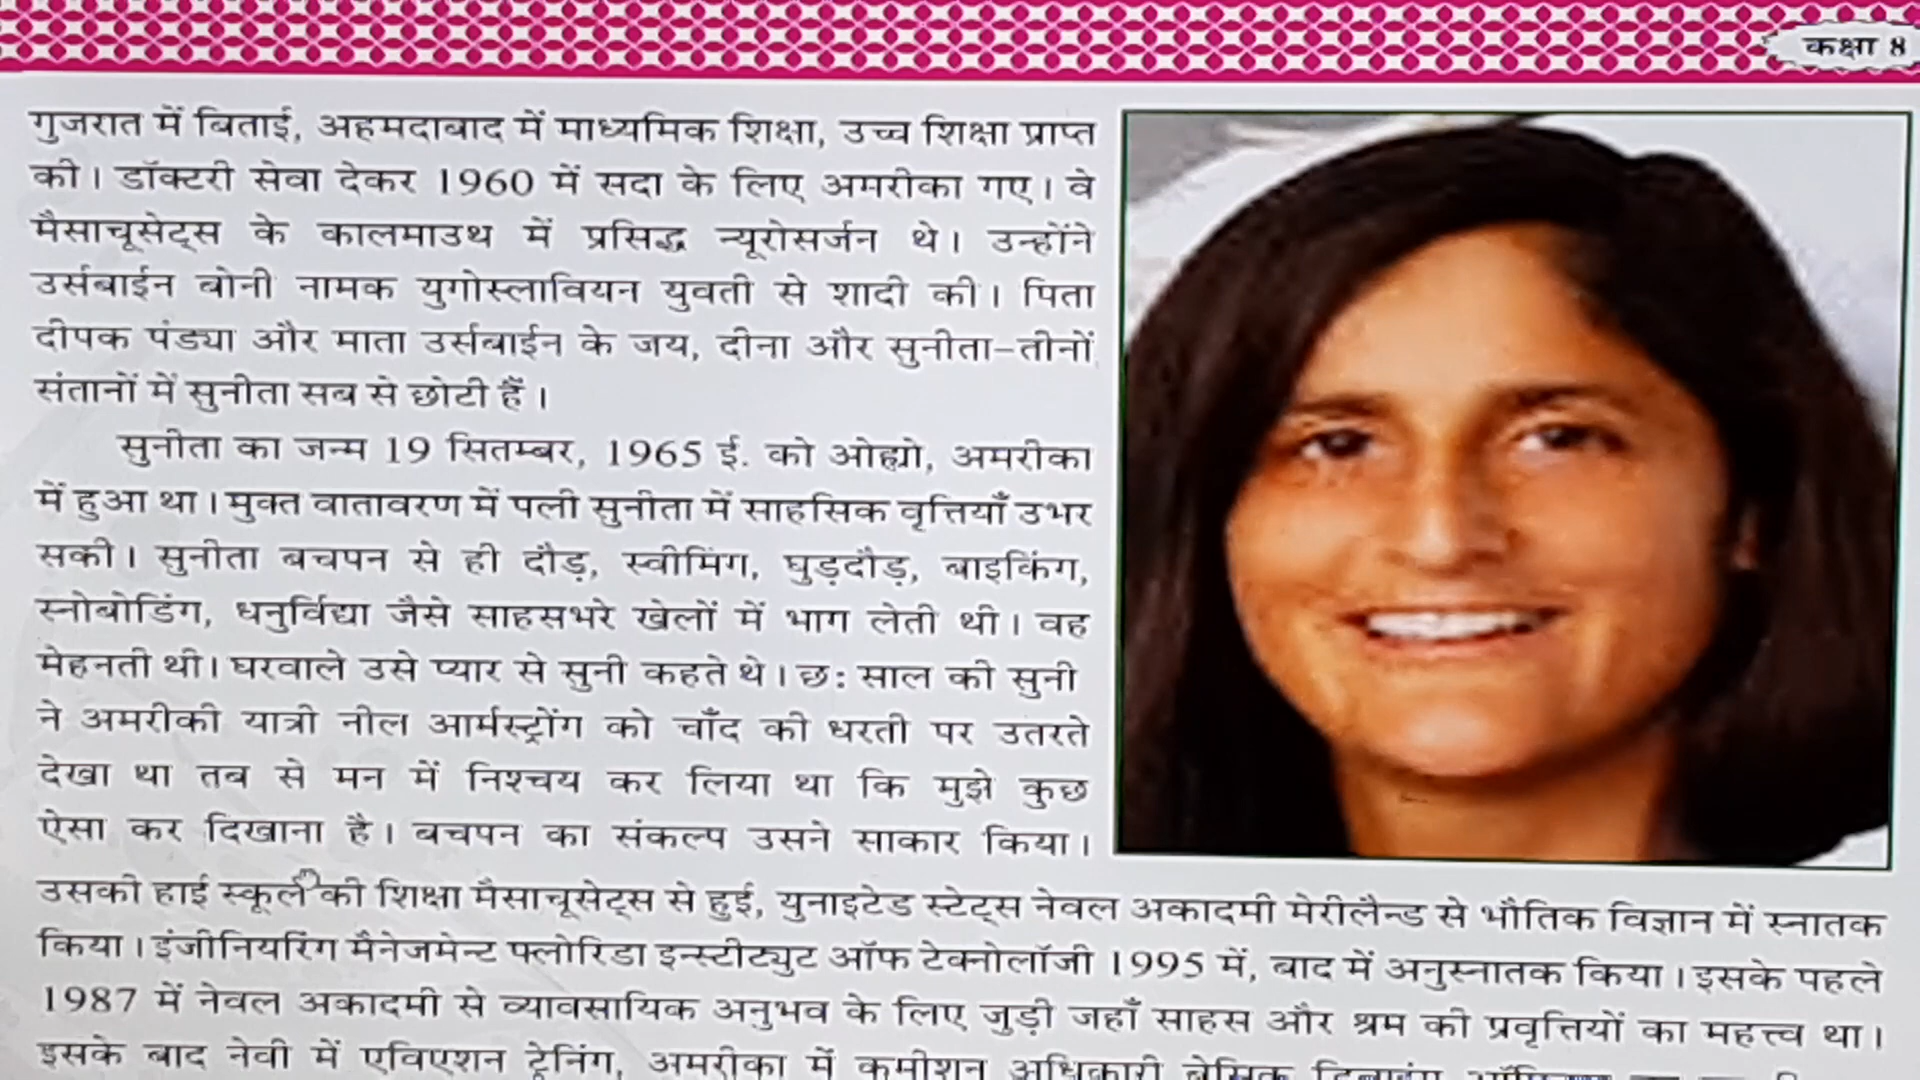 कक्षा 8
गुजरात में बिताई, अहमदाबाद में माध्यमिक शिक्षा, उच्च शिक्षा प्राप्त
की। डॉक्टरी सेवा देकर 1960 में सदा के लिए अमरीका गए। वे
मैसाचूसेट्स के कालमाउथ में प्रसिद्ध न्यूरोसर्जन थे। उन्होंने
उर्सबाईन बोनी नामक युगोस्लावियन युवती से शादी की। पिता
दीपक पंड्या और माता उर्सबाईन के जय, दीना और सुनीता-तीनों
संतानों में सुनीता सब से छोटी हैं ।
सुनीता का जन्म 19 सितम्बर, 1965 ई. को ओह्यो, अमरीका
में हुआ था। मुक्त वातावरण में पली सुनीता में साहसिक वृत्तियाँ उभर
सकी। सुनीता बचपन से ही दौड़, स्वीमिंग, घुड़दौड़, बाइकिंग,
स्नोबोडिंग, धनुर्विद्या जैसे साहसभरे खेलों में भाग लेती थी। वह
मेहनती थी। घरवाले उसे प्यार से सुनी कहते थे। छः साल की सुनी
ने अमरीकी यात्री नील आर्मस्ट्रोंग को चाँद की धरती पर उतरते
देखा था तब से मन में निश्चय कर लिया था कि मुझे कुछ
ऐसा कर दिखाना है। बचपन का संकल्प उसने साकार किया।
उसकी हाई स्कूल की शिक्षा मैसाचूसेट्स से हुई, युनाइटेड स्टेट्स नेवल अकादमी मेरीलैन्ड से भौतिक विज्ञान में स्नातक
किया। इंजीनियरिंग मैनेजमेन्ट फ्लोरिडा इन्स्टीट्युट ऑफ टेक्नोलॉजी 1995 में, बाद में अनुस्नातक किया। इसके पहले
1987 में नेवल अकादमी से व्यावसायिक अनुभव के लिए जुड़ी जहाँ साहस और श्रम की प्रवृत्तियों का महत्त्व था।
इसके बाद नेवी में एविएशन ट्रेनिंग, अमरीका में कमीशन अधिकारी बेसिक